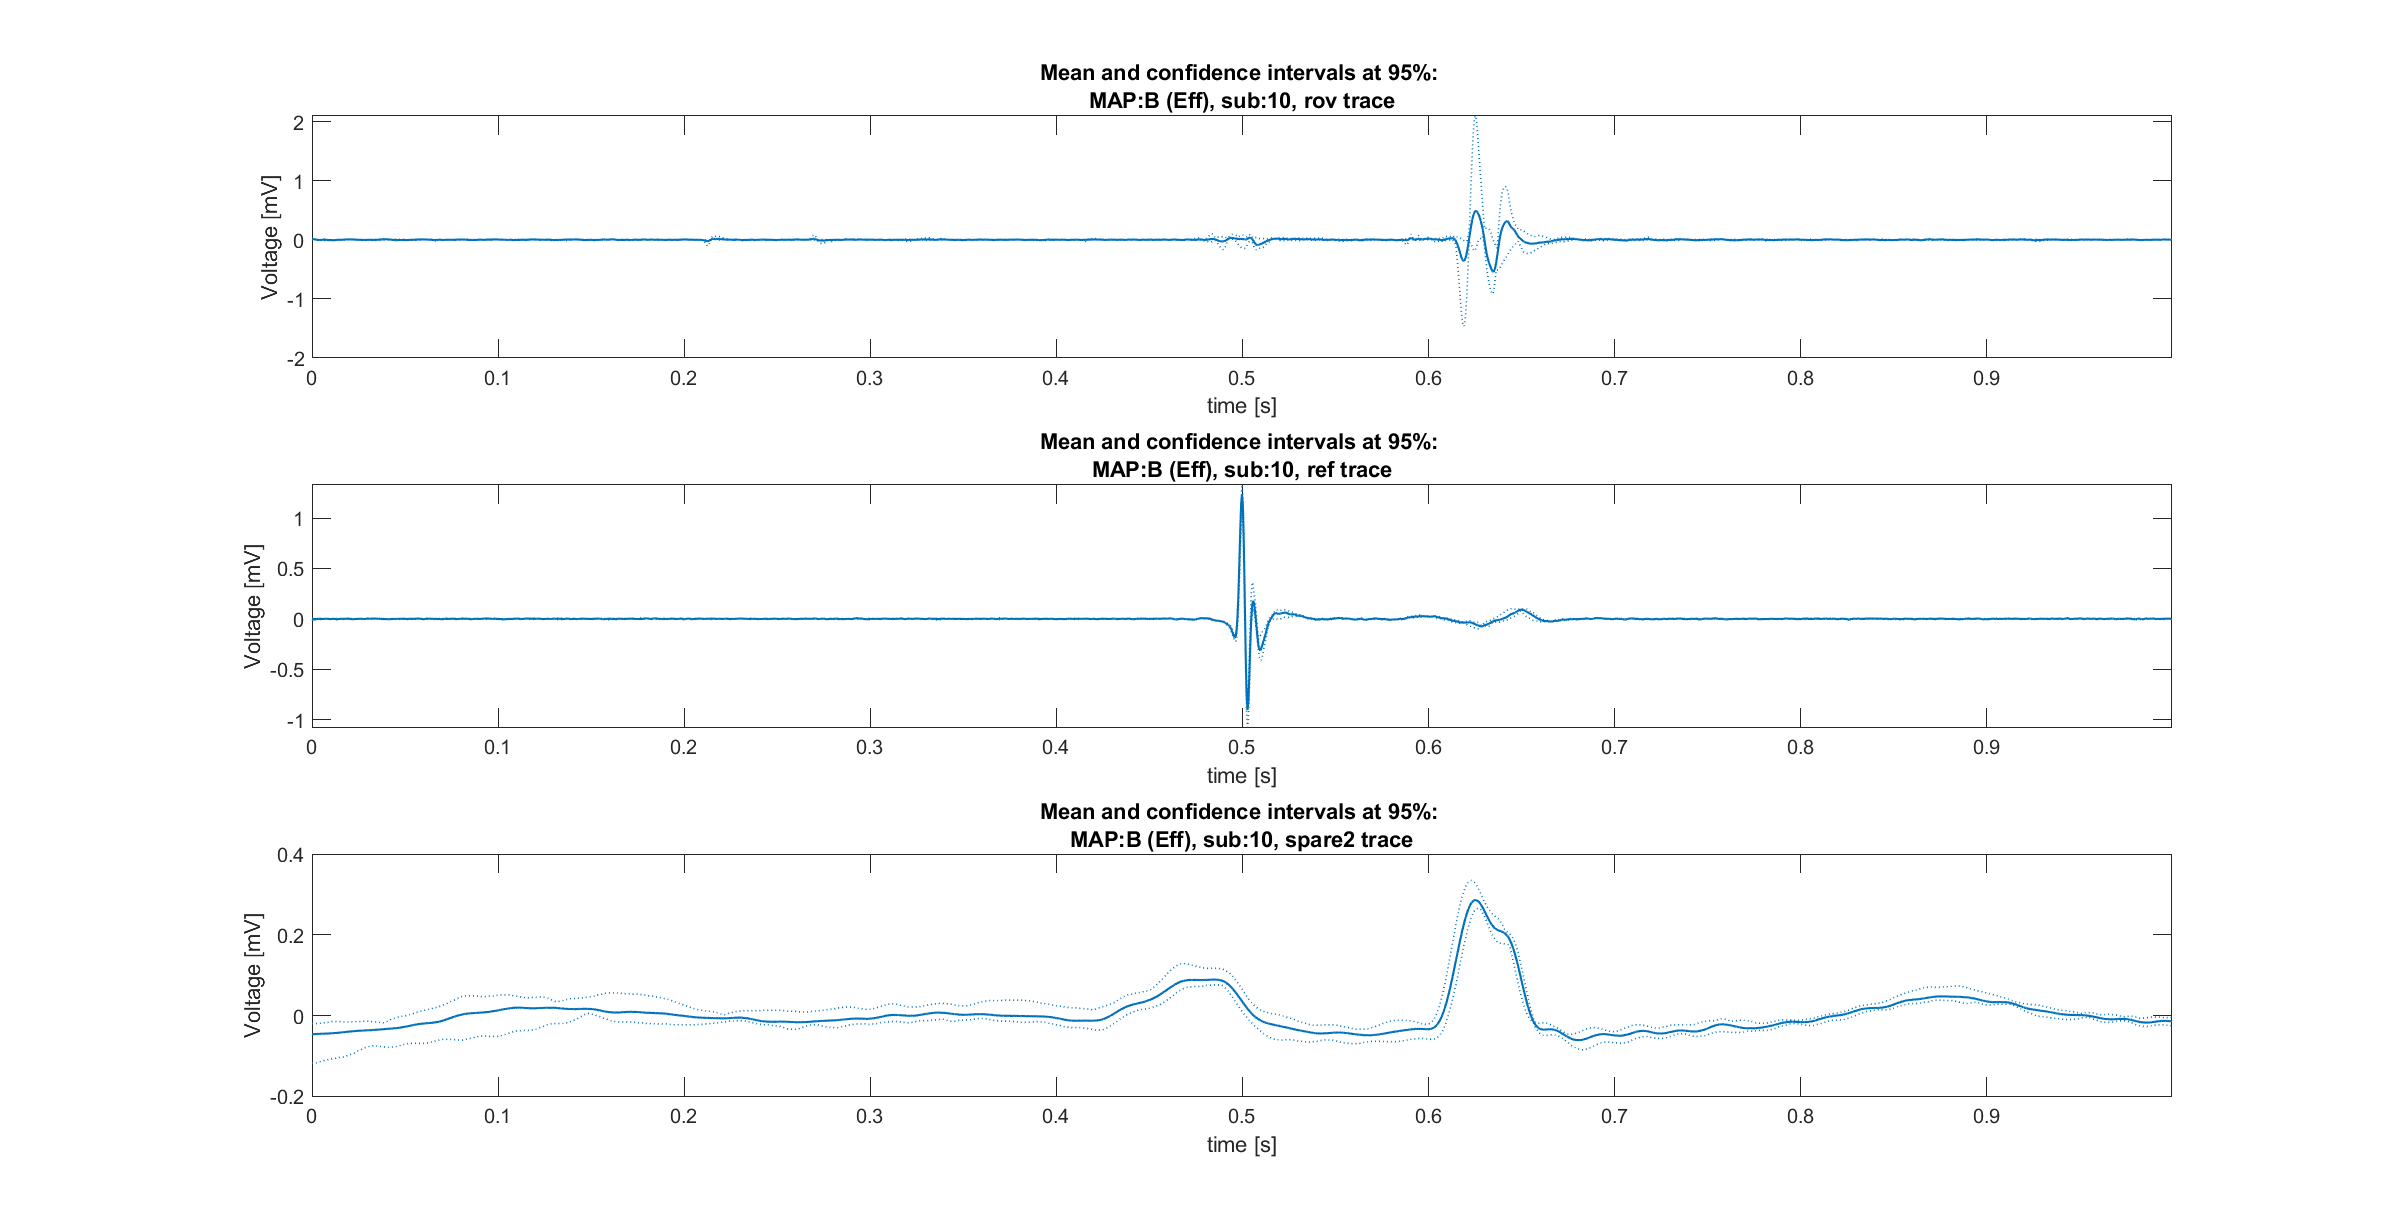 Mean and confidence intervals at 95%:
MAP:B (Eff), sub:10, rov trace
Voltage [mV]
2
1
0
-1
-2
0 0.1 0.2 0.3 0.4 0.5 0.6 0.7 0.8 0.9
time [s]
Mean and confidence intervals at 95%:
MAP:B (Eff), sub:10, ref trace
Voltage [mV]
1
0.5
0
-0.5
-1
0 0.1 0.2 0.3 0.4 0.5 0.6 0.7 0.8 0.9
time [s]
Mean and confidence intervals at 95%:
MAP:B (Eff), sub:10, spare2 trace
Voltage [mV]
0.4
0.2
0
-0.2
0 0.1 0.2 0.3 0.4 0.5 0.6 0.7 0.8 0.9
time [s]